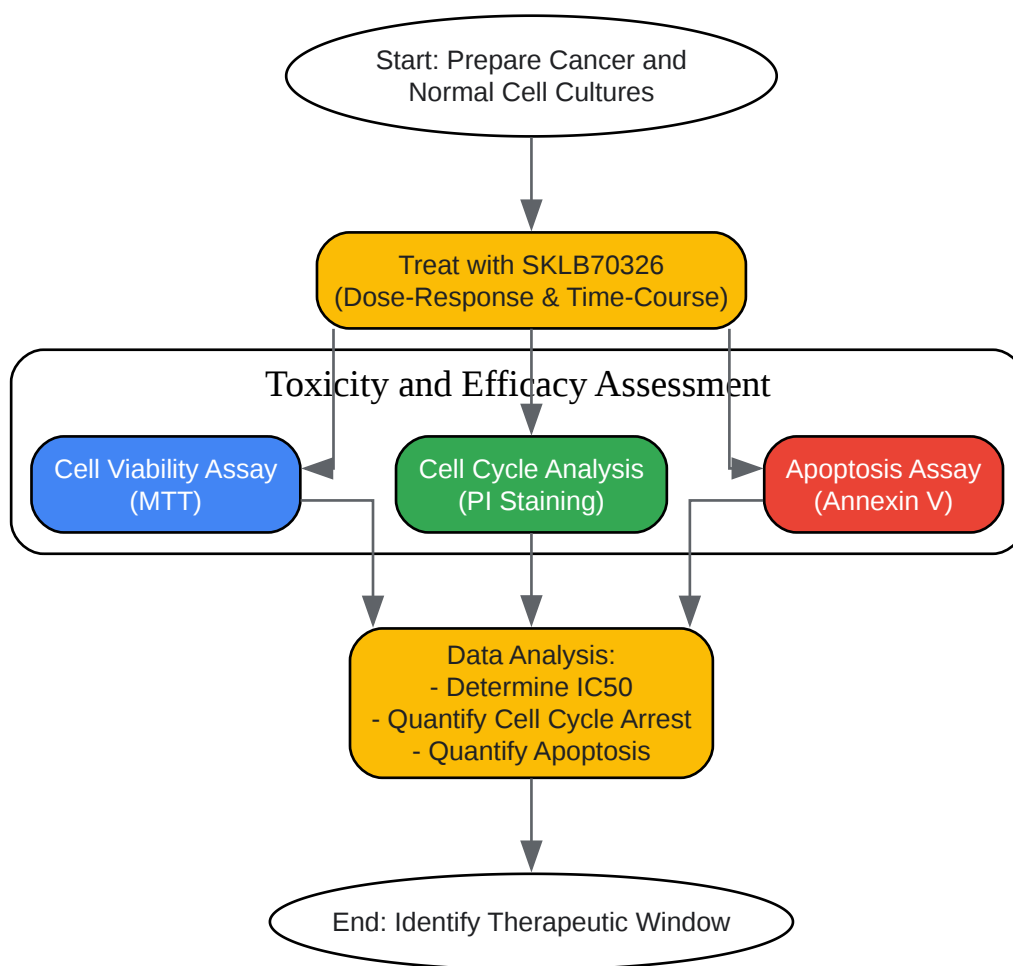 Start: Prepare Cancer and
Normal Cell Cultures
Treat with SKLB70326
(Dose-Response & Time-Course)
Toxicity and Efficacy Assessment
Cell Viability Assay
(MTT)
Cell Cycle Analysis
(PI Staining)
Apoptosis Assay
(Annexin V)
Data Analysis:
- Determine IC50
- Quantify Cell Cycle Arrest
- Quantify Apoptosis
End: Identify Therapeutic Window